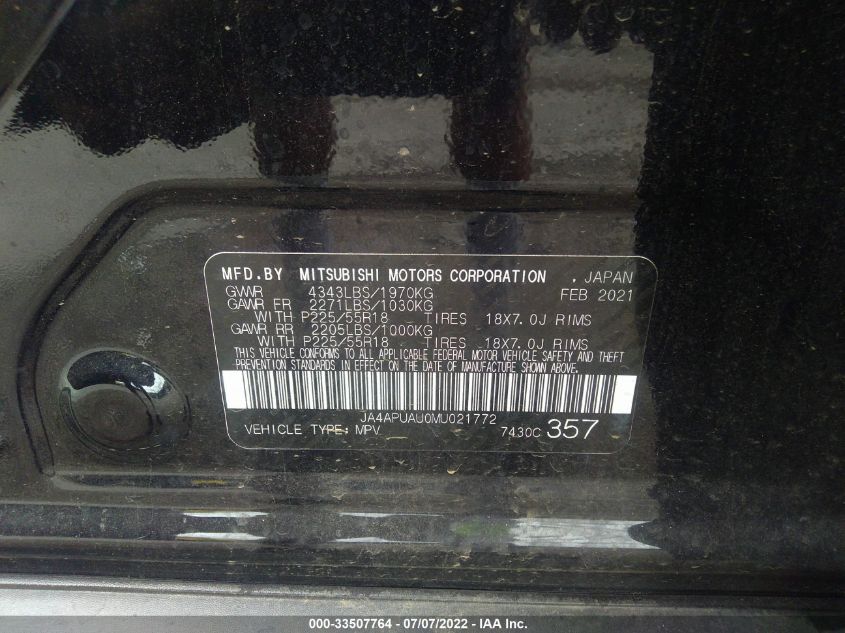 MFD.BY MITSUBISHI MOTORS CORPORATION . JAPAN
GVWR 4343LBS/1970KG FEB 2021
GAWR FR 2271LBS/1030KG
WITH P225/55R18 TIRES 18X7.0J RIMS
GAWR RR 2205LBS/1000KG
WITH P225/55R18 TIRES 18X7.0J RIMS
THIS VEHICLE CONFORMS TO ALL APPLICABLE FEDERAL MOTOR VEHICLE SAFETY AND THEFT
PREVENTION STANDARDS IN EFFECT ON THE DATE OF MANUFACTURE SHOWN ABOVE.
JA4APUAU0MU021772
VEHICLE TYPE: MPV 7430C 357
000-33507764 - 07/07/2022 - © IAA Inc.